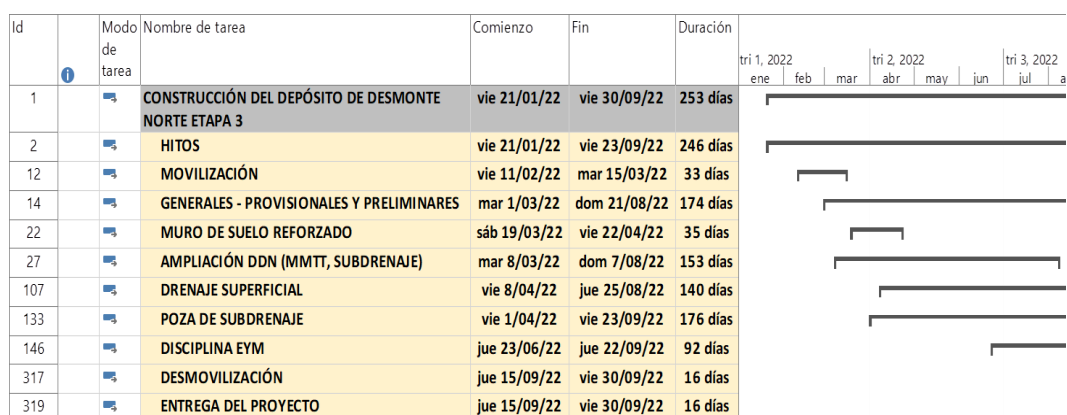 Id Modo Nombre de tarea Comienzo Fin Duración
de
tarea
tri 1, 2022 tri 2, 2022 tri 3, 2022
ene feb mar abr may jun jul a
1 CONSTRUCCIÓN DEL DEPÓSITO DE DESMONTE vie 21/01/22 vie 30/09/22 253 días
NORTE ETAPA 3
2 HITOS vie 21/01/22 vie 23/09/22 246 días
12 MOVILIZACIÓN vie 11/02/22 mar 15/03/22 33 días
14 GENERALES - PROVISIONALES Y PRELIMINARES mar 1/03/22 dom 21/08/22 174 días
22 MURO DE SUELO REFORZADO sáb 19/03/22 vie 22/04/22 35 días
27 AMPLIACIÓN DDN (MMTT, SUBDRENAJE) mar 8/03/22 dom 7/08/22 153 días
107 DRENAJE SUPERFICIAL vie 8/04/22 jue 25/08/22 140 días
133 POZA DE SUBDRENAJE vie 1/04/22 vie 23/09/22 176 días
146 DISCIPLINA EYM jue 23/06/22 jue 22/09/22 92 días
317 DESMOVILIZACIÓN jue 15/09/22 vie 30/09/22 16 días
319 ENTREGA DEL PROYECTO jue 15/09/22 vie 30/09/22 16 días